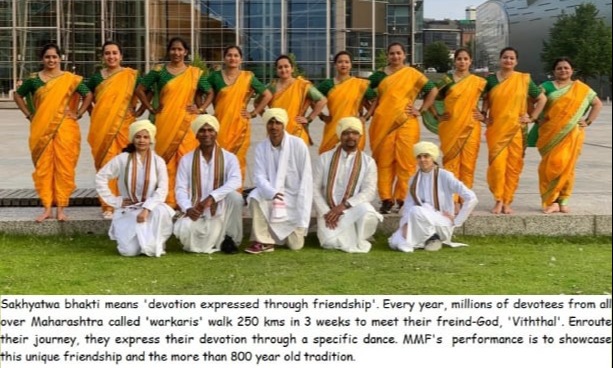 Sakhyatwa bhakti means 'devotion expressed through friendship'. Every year, millions of devotees from all
over Maharashtra called 'warkaris' walk 250 kms in 3 weeks to meet their freind-God, 'Viththal'. Enroute
their journey, they express their devotion through a specific dance. MMF's performance is to showcase
this unique friendship and the more than 800 year old tradition.